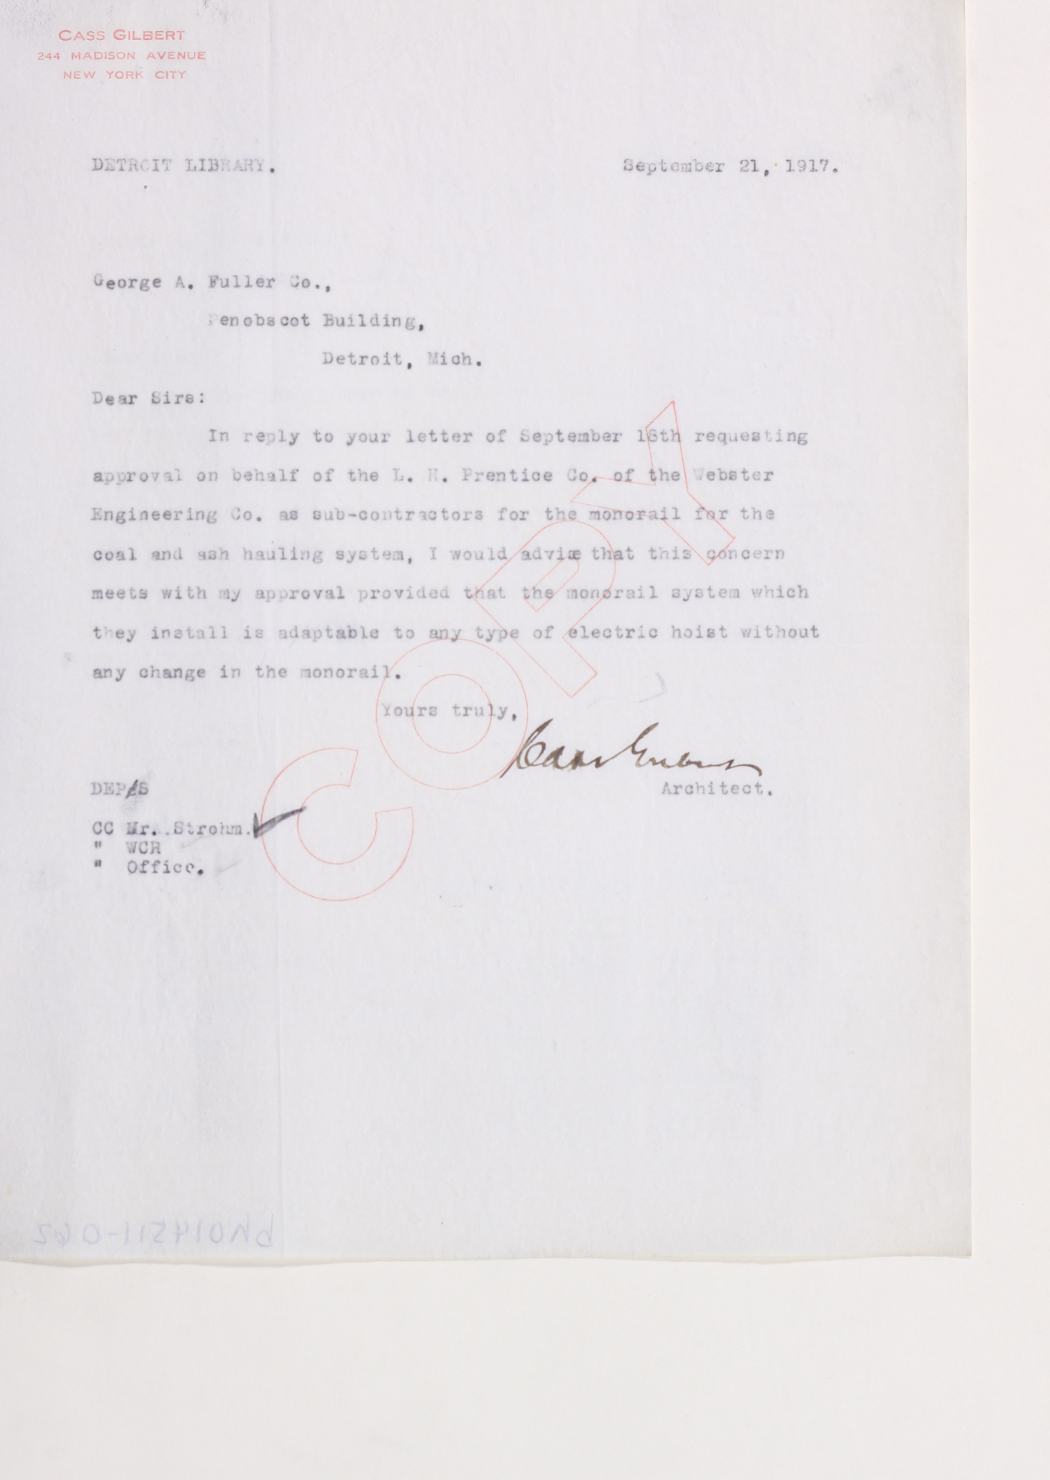 CASS GILBERT
244 MADISON AVENUE
NEW YORK CITY
DETROIT LIBRARY. September 21, 1917.
George A. Fuller Co.,
Penobscot Building,
Detroit, Mich.
Dear Sirs:
In reply to your letter of September 18th requesting
approval on behalf of the L. H. Prentice Co. of the Webster
Engineering Co. as sub-contractors for the monorail for the
coal and ash hauling system, I would advise that this concern
meets with my approval provided that the monorail system which
they install is adaptable to any type of electric hoist without
any change in the monorail.
Yours truly,
Cass Gilbert
DEP/S Architect.
CC Mr. Strohm.
" WCR
" Office.
COPY